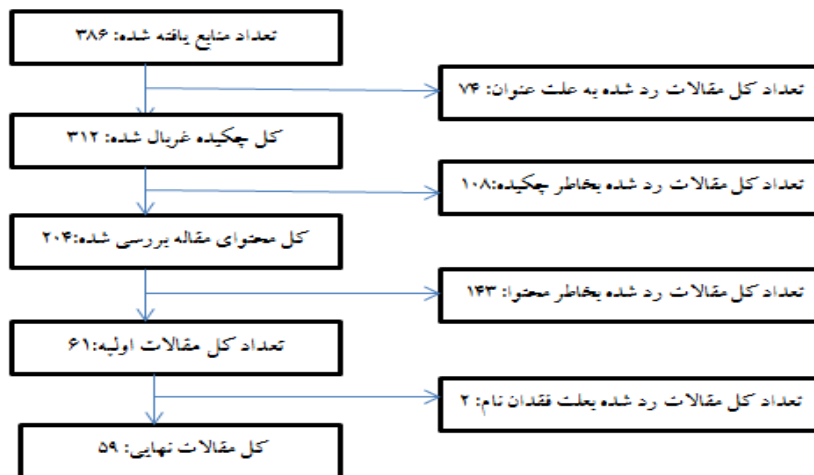 تعداد منابع یافته شده: ۳۸۶
تعداد کل مقالات رد شده به علت عنوان: ۷۴
کل چکیده غربال شده: ۳۱۲
تعداد کل مقالات رد شده بخاطر چکیده:۱۰۸
کل محتوای مقاله بررسی شده:۲۰۴
تعداد کل مقالات رد شده بخاطر محتوا: ۱۴۳
تعداد کل مقالات اولیه:۶۱
تعداد کل مقالات رد شده بعلت فقدان نام: ۲
کل مقالات نهایی: ۵۹